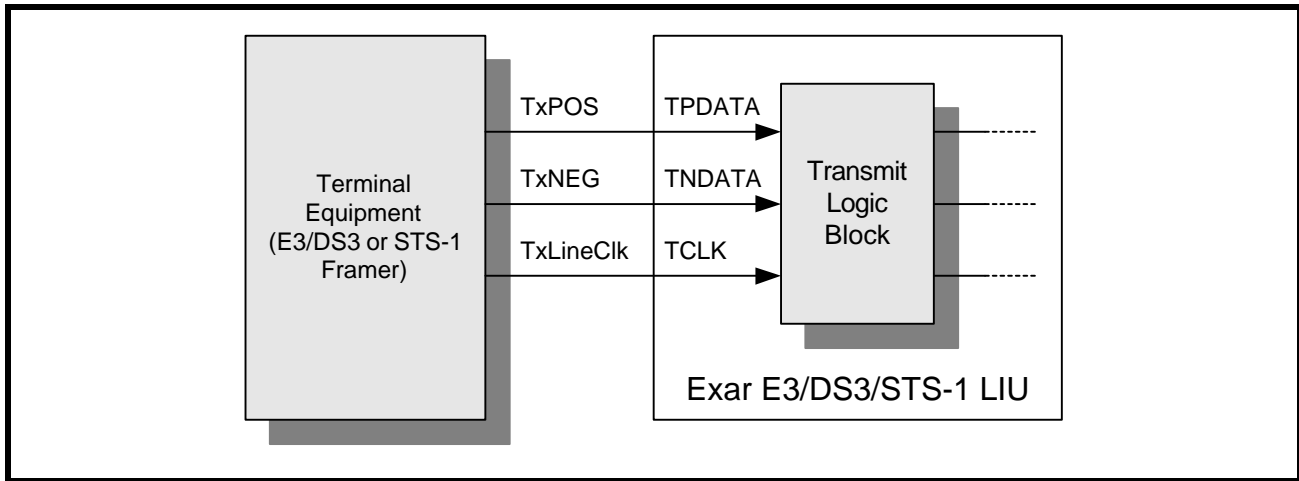 TxPOS
TPDATA
TxNEG
TNDATA
TxLineClk
TCLK
Terminal
Equipment
(E3/DS3 or STS-1
Framer)
Transmit
Logic
Block
Exar E3/DS3/STS-1 LIU